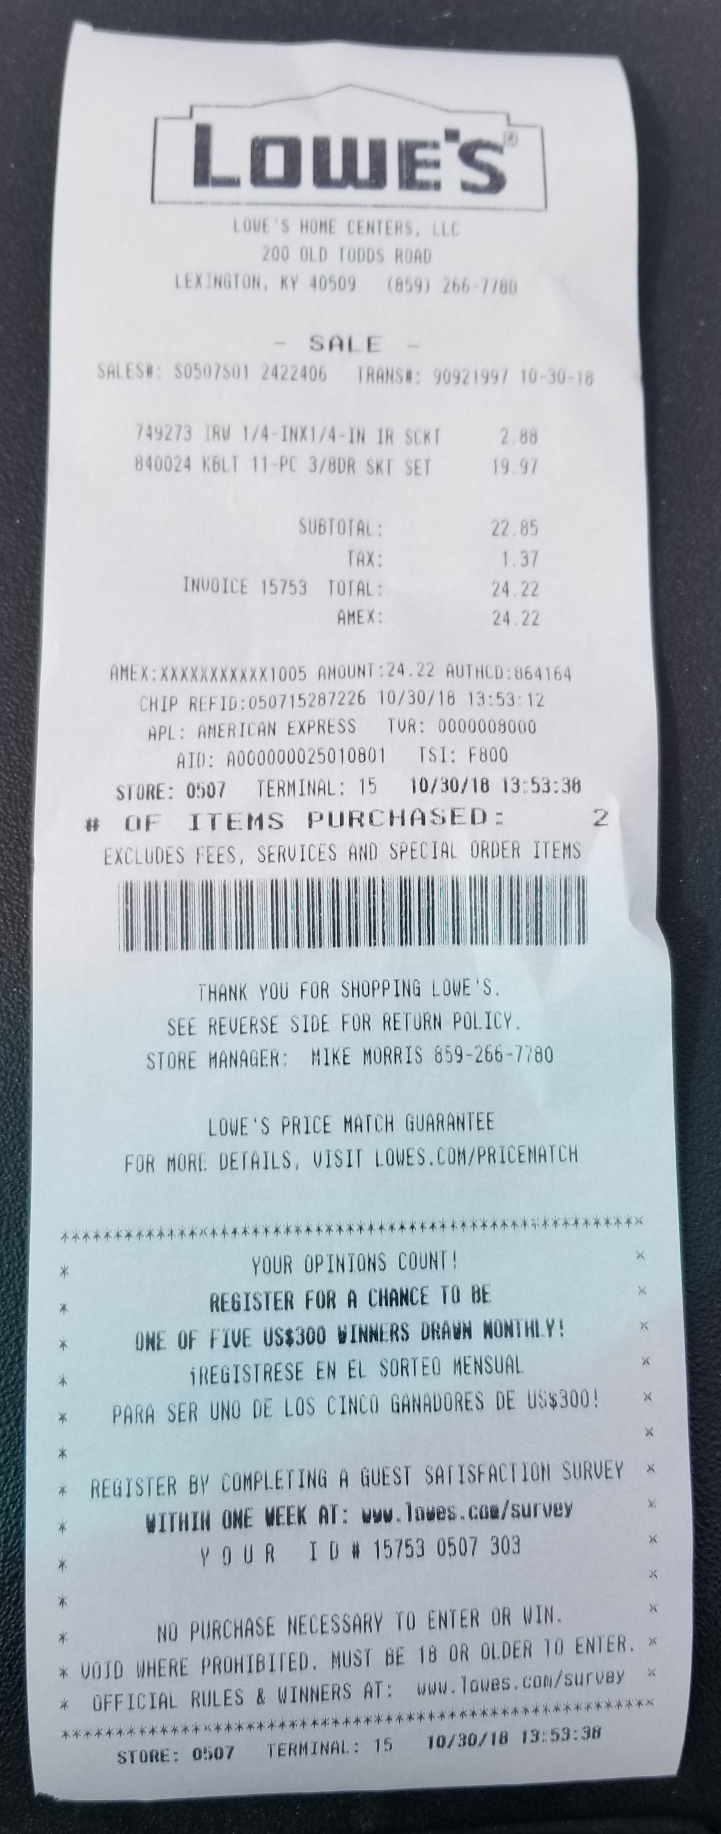 LOWE'S®
LOWE'S HOME CENTERS, LLC
200 OLD TODDS ROAD
LEXINGTON, KY 40509 (859) 266-7780
- SALE -
SALES#: S0507S01 2422406 TRANS#: 90921997 10-30-18
749273 IRW 1/4-INX1/4-IN IR SCKT 2.88
840024 KBLT 11-PC 3/8DR SKT SET 19.97
SUBTOTAL: 22.85
TAX: 1.37
INVOICE 15753 TOTAL: 24.22
AMEX: 24.22
AMEX:XXXXXXXXXXX1005 AMOUNT:24.22 AUTHCD:864164
CHIP REFID:050715287226 10/30/18 13:53:12
APL: AMERICAN EXPRESS TVR: 0000008000
AID: A000000025010801 TSI: F800
STORE: 0507 TERMINAL: 15 10/30/18 13:53:38
# OF ITEMS PURCHASED: 2
EXCLUDES FEES, SERVICES AND SPECIAL ORDER ITEMS
THANK YOU FOR SHOPPING LOWE'S.
SEE REVERSE SIDE FOR RETURN POLICY.
STORE MANAGER: MIKE MORRIS 859-266-7780
LOWE'S PRICE MATCH GUARANTEE
FOR MORE DETAILS, VISIT LOWES.COM/PRICEMATCH
YOUR OPINIONS COUNT!
REGISTER FOR A CHANCE TO BE
ONE OF FIVE US$300 WINNERS DRAWN MONTHLY!
¡REGISTRESE EN EL SORTEO MENSUAL
PARA SER UNO DE LOS CINCO GANADORES DE US$300!
REGISTER BY COMPLETING A GUEST SATISFACTION SURVEY
WITHIN ONE WEEK AT: www.lowes.com/survey
Y O U R I D # 15753 0507 303
NO PURCHASE NECESSARY TO ENTER OR WIN.
VOID WHERE PROHIBITED. MUST BE 18 OR OLDER TO ENTER.
OFFICIAL RULES & WINNERS AT: www.lowes.com/survey
STORE: 0507 TERMINAL: 15 10/30/18 13:53:38